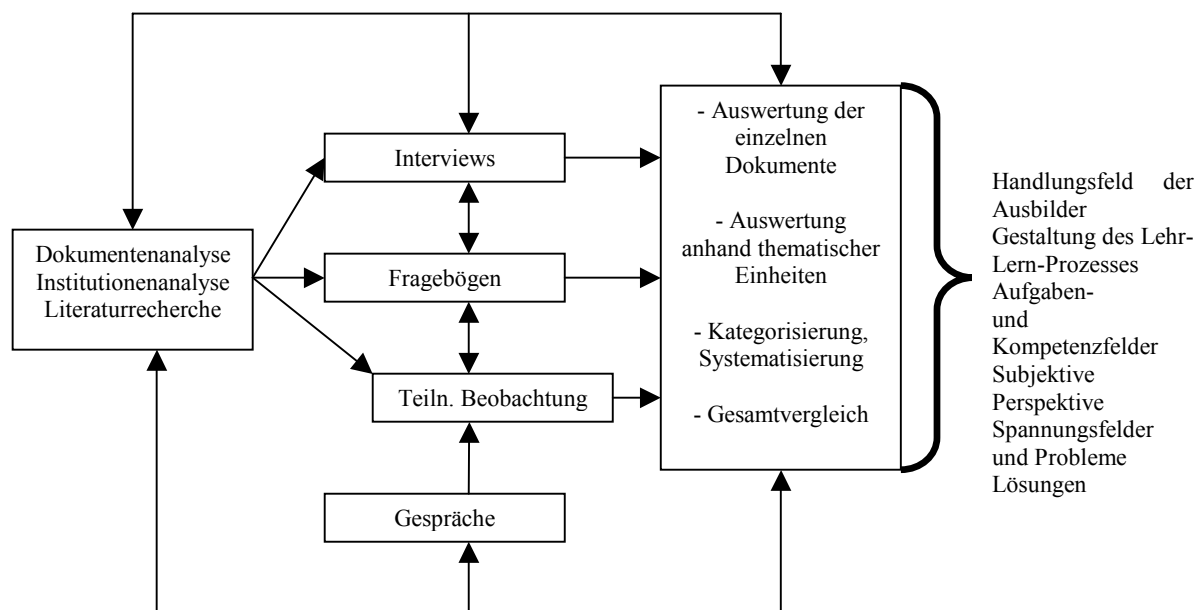 Dokumentenanalyse
Institutionenanalyse
Literaturrecherche
Interviews
Fragebögen
Teiln. Beobachtung
Gespräche
- Auswertung der
einzelnen
Dokumente
- Auswertung
anhand thematischer
Einheiten
- Kategorisierung,
Systematisierung
- Gesamtvergleich
Handlungsfeld der
Ausbilder
Gestaltung des Lehr-
Lern-Prozesses
Aufgaben-
und
Kompetenzfelder
Subjektive
Perspektive
Spannungsfelder
und Probleme
Lösungen